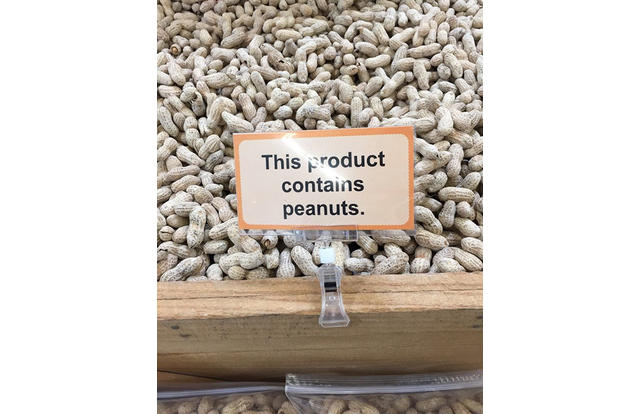 This product
contains
peanuts.